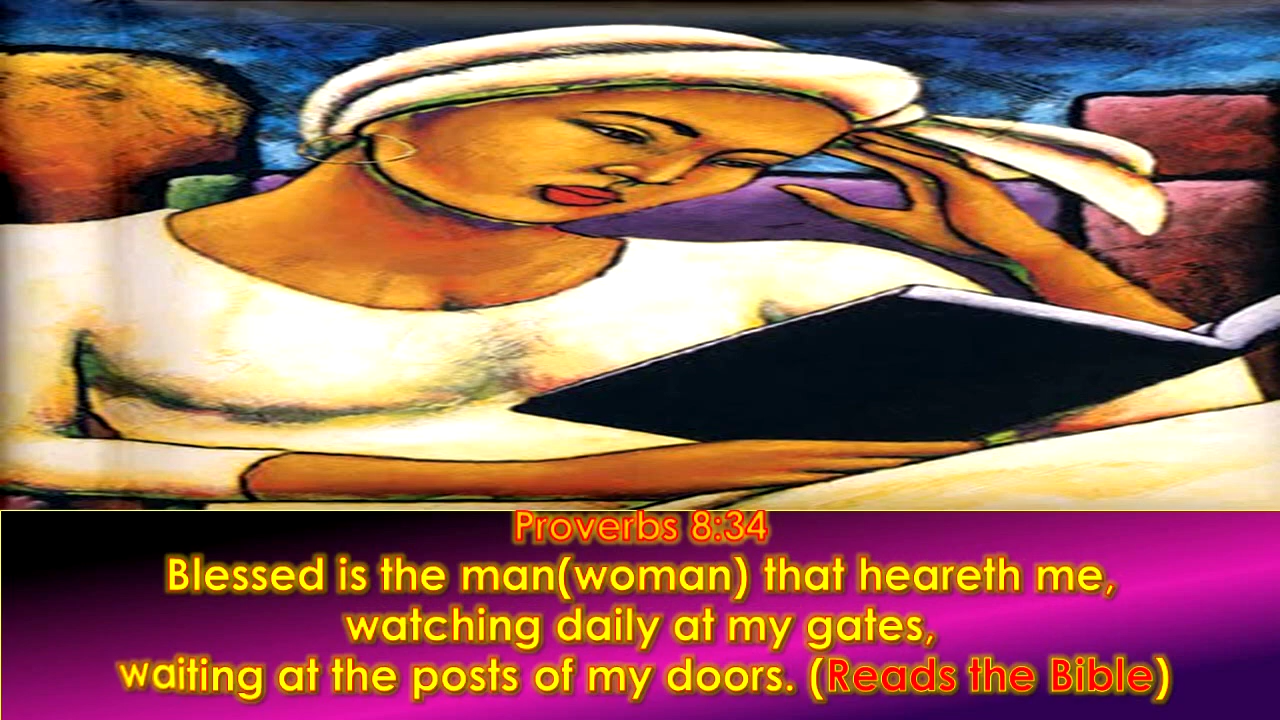 Proverbs 8:34
Blessed is the man(woman) that heareth me,
watching daily at my gates,
waiting at the posts of my doors. (Reads the Bible)